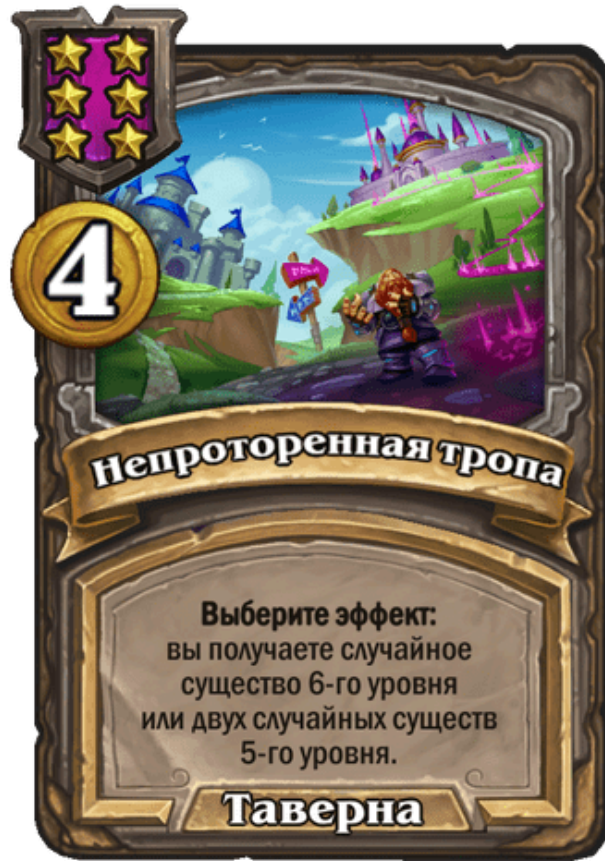 4
Непроторенная тропа
Выберите эффект:
вы получаете случайное
существо 6-го уровня
или двух случайных существ
5-го уровня.
Таверна